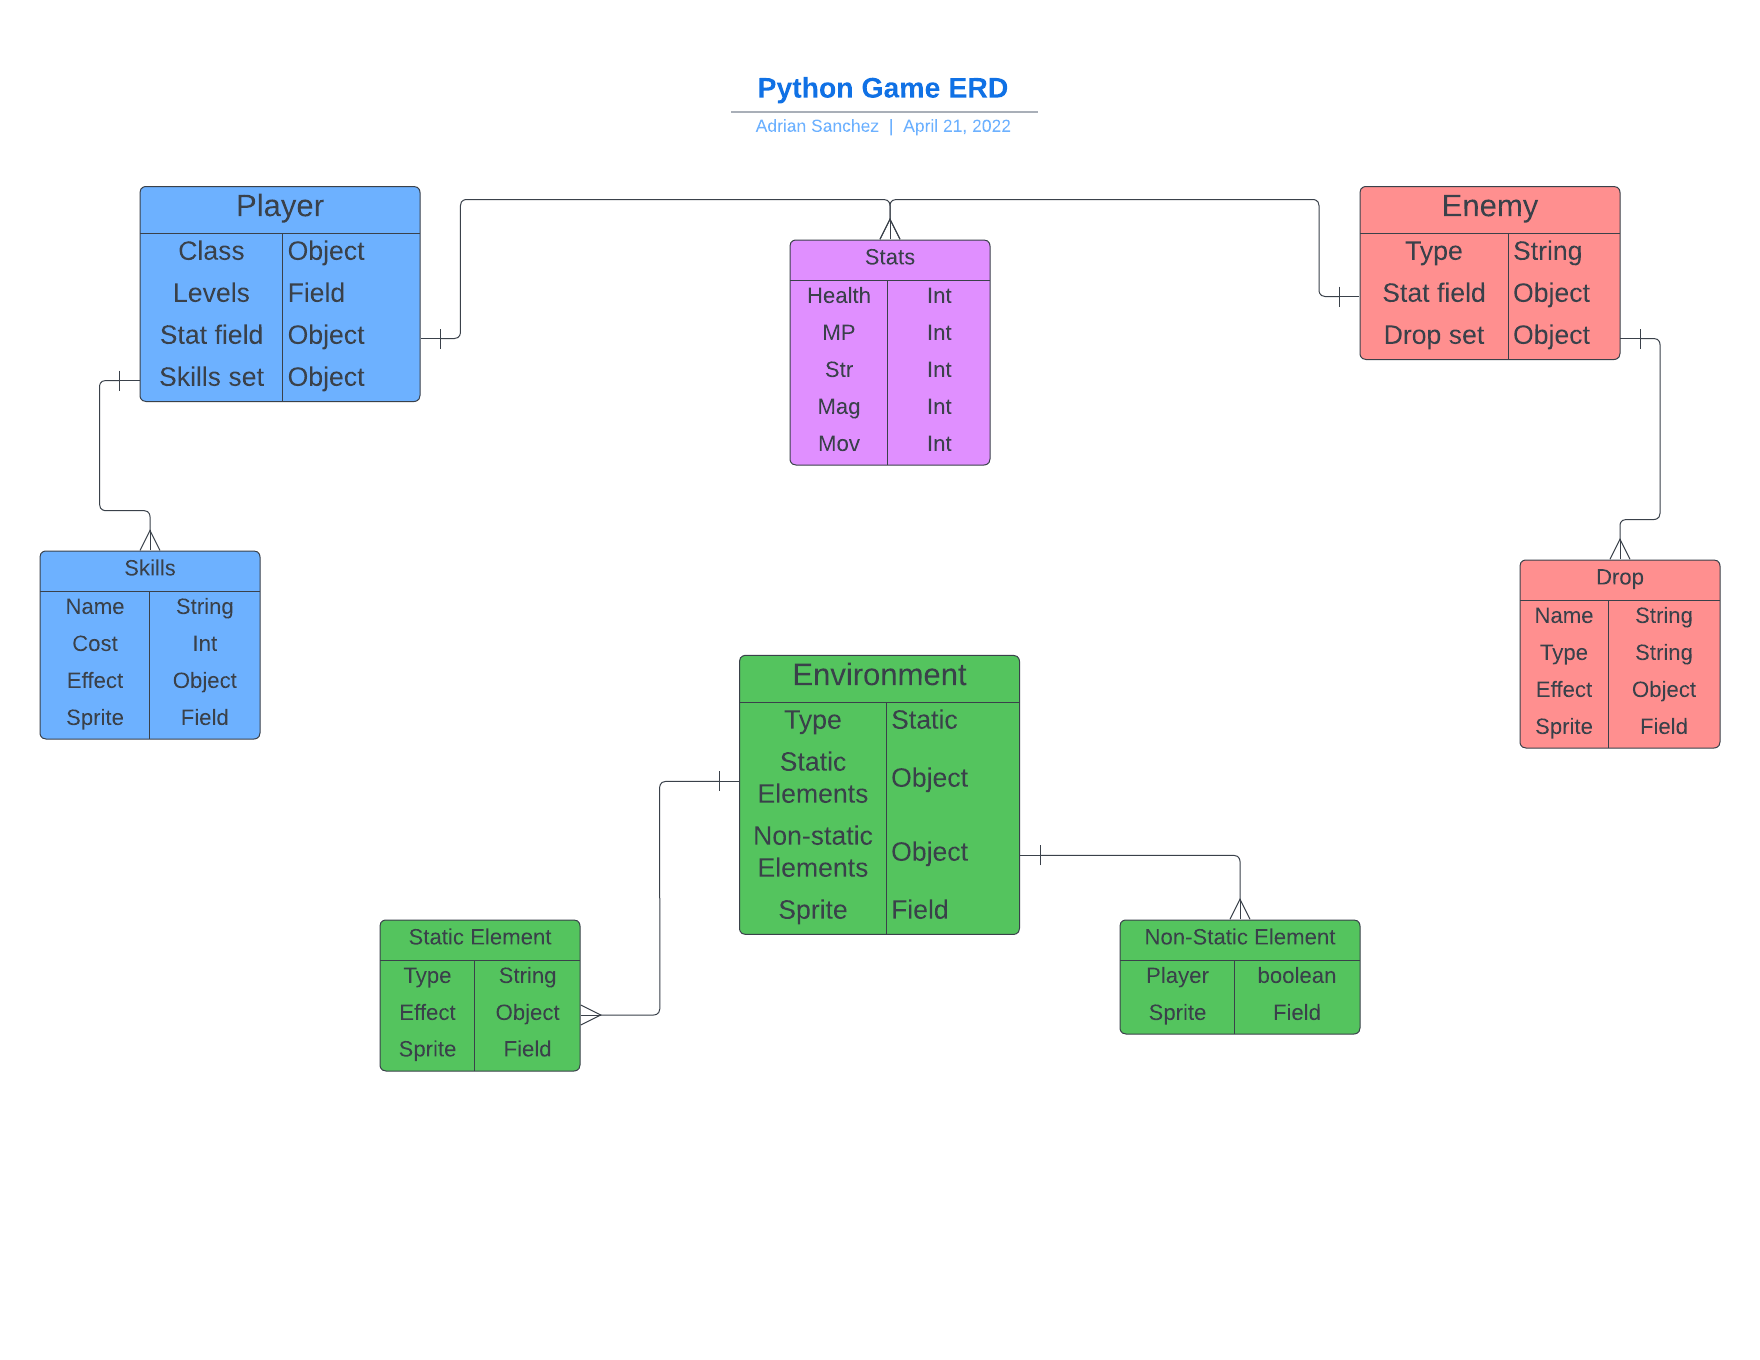 Python Game ERD
Adrian Sanchez | April 21, 2022
Player
Class Object
Levels Field
Stat field Object
Skills set Object
Stats
Health Int
MP Int
Str Int
Mag Int
Mov Int
Enemy
Type String
Stat field Object
Drop set Object
Skills
Name String
Cost Int
Effect Object
Sprite Field
Drop
Name String
Type String
Effect Object
Sprite Field
Environment
Type Static
Static
Elements Object
Non-static
Elements Object
Sprite Field
Static Element
Type String
Effect Object
Sprite Field
Non-Static Element
Player boolean
Sprite Field